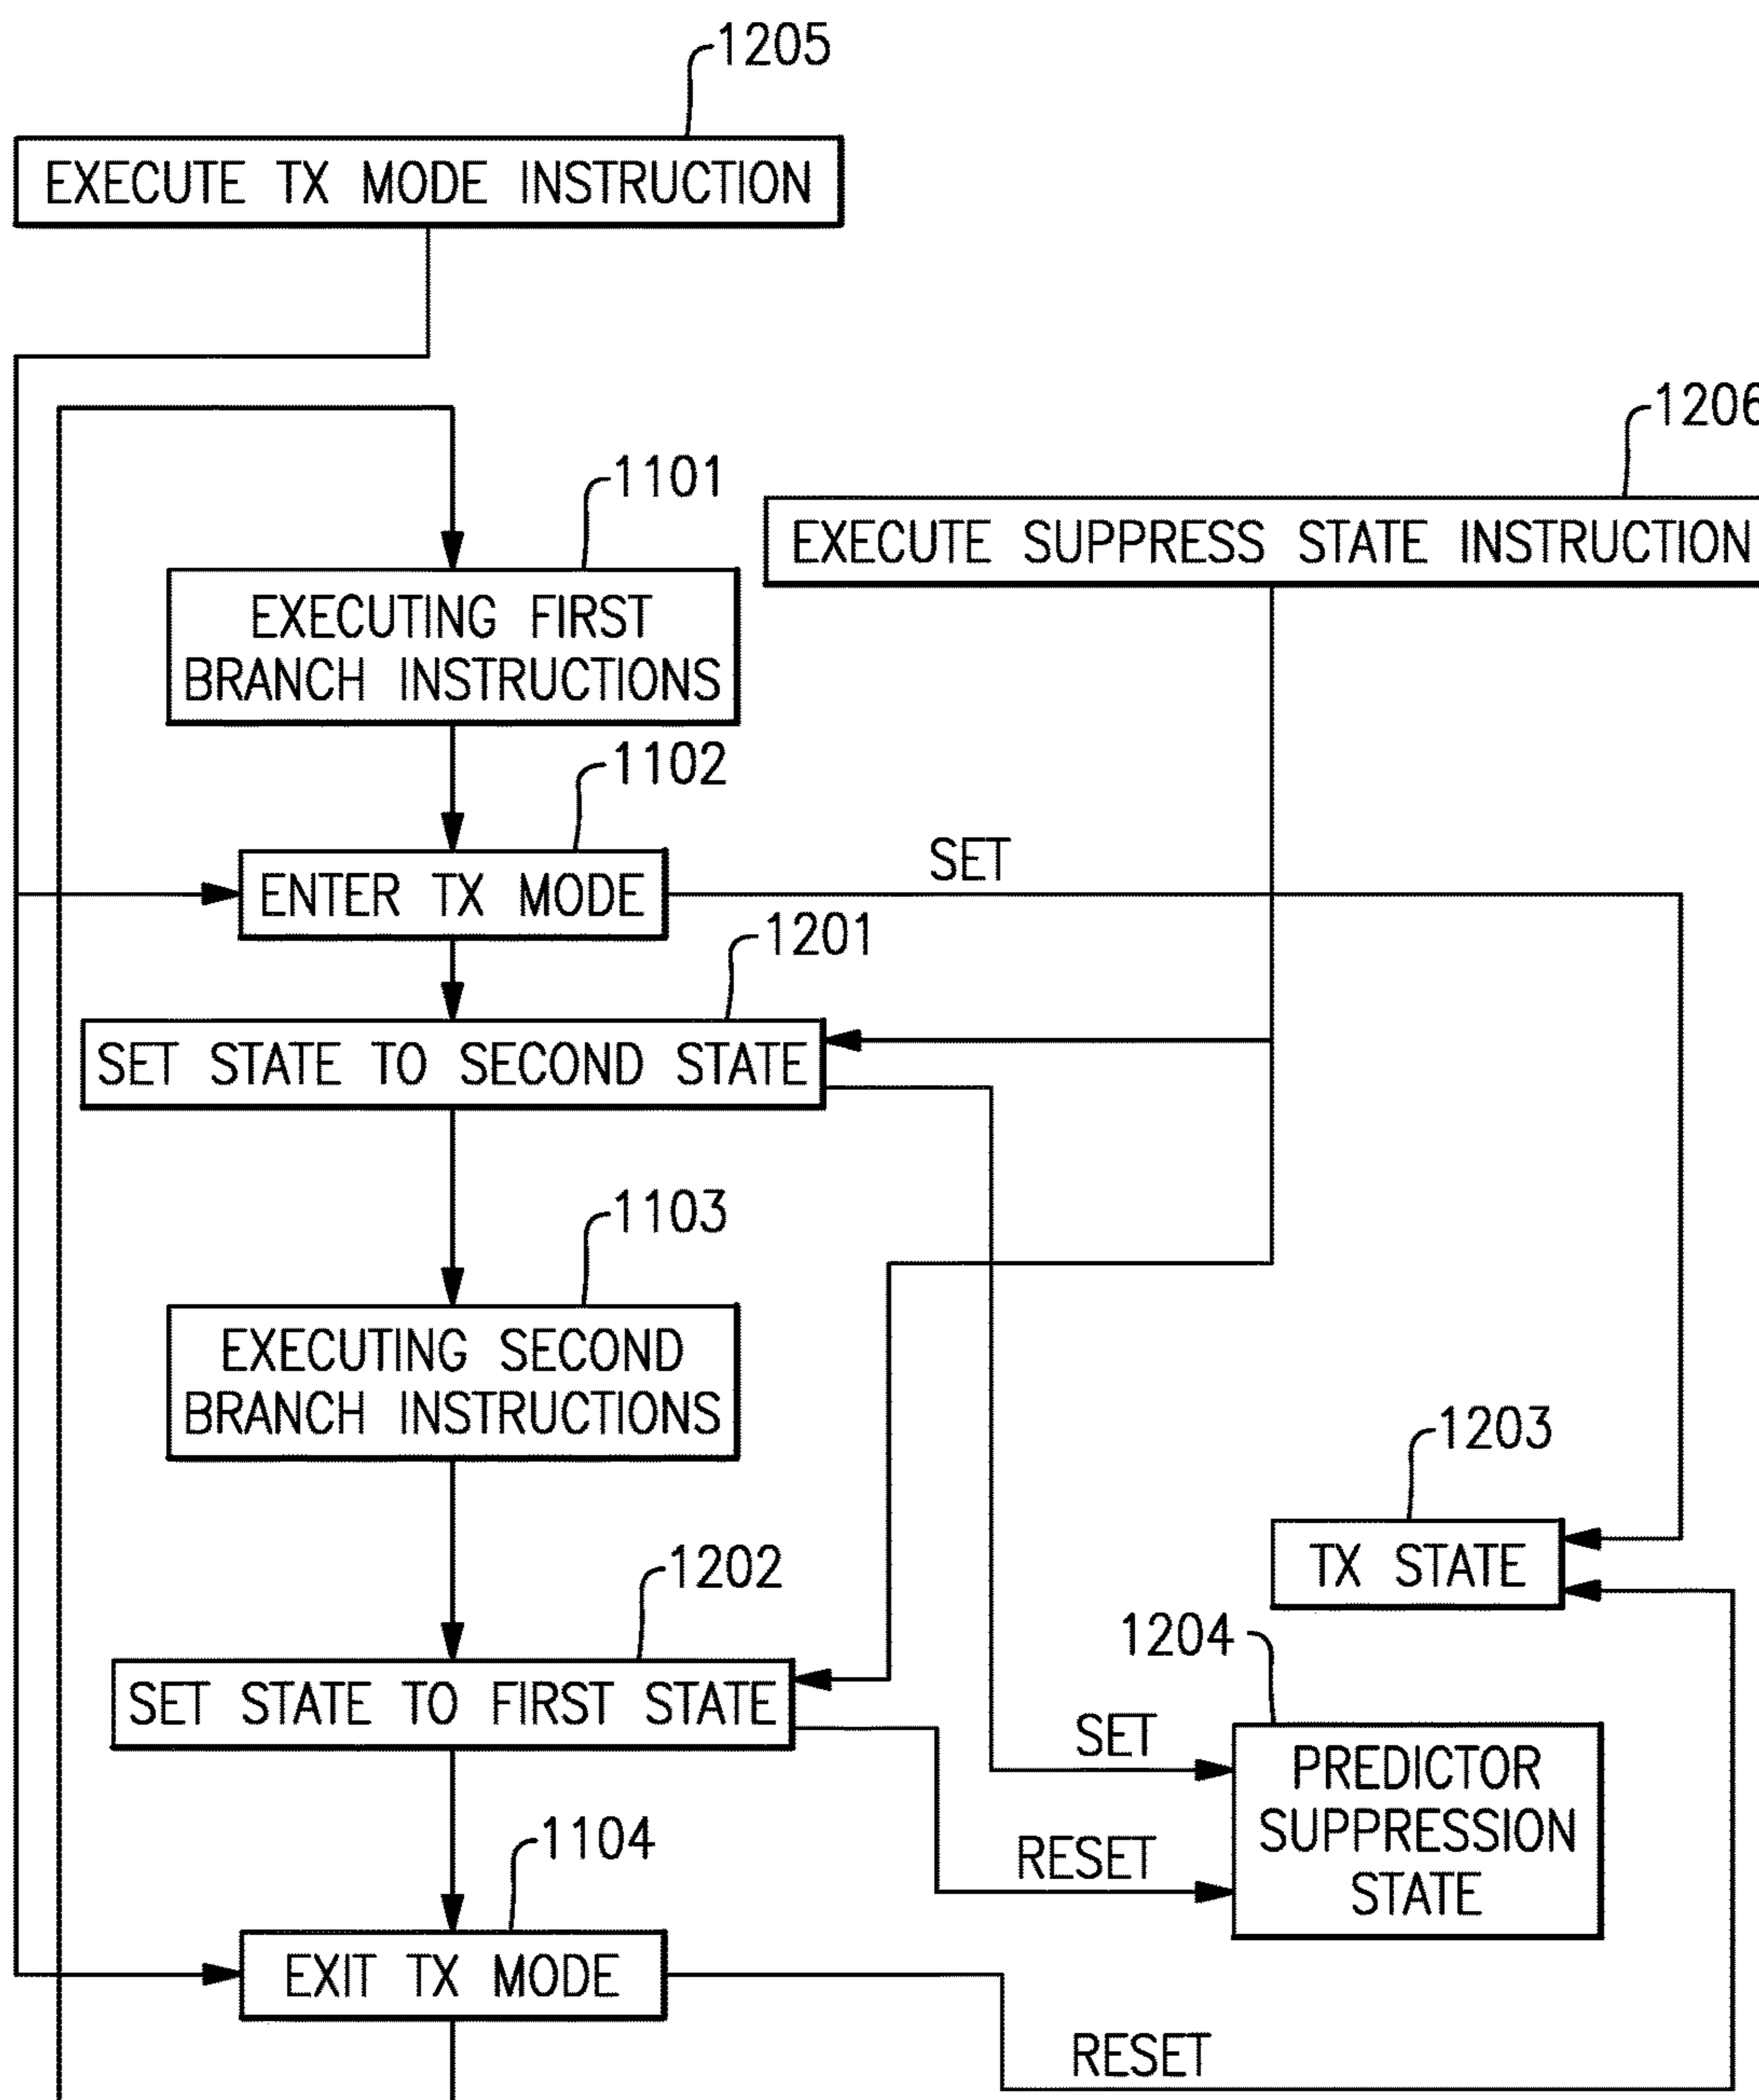 1205
EXECUTE TX MODE INSTRUCTION
1206
EXECUTE SUPPRESS STATE INSTRUCTION
1101
EXECUTING FIRST
BRANCH INSTRUCTIONS
1102
ENTER TX MODE
SET
1201
SET STATE TO SECOND STATE
1103
EXECUTING SECOND
BRANCH INSTRUCTIONS
1203
TX STATE
1202
SET STATE TO FIRST STATE
1204
SET
PREDICTOR
SUPPRESSION
STATE
RESET
1104
EXIT TX MODE
RESET